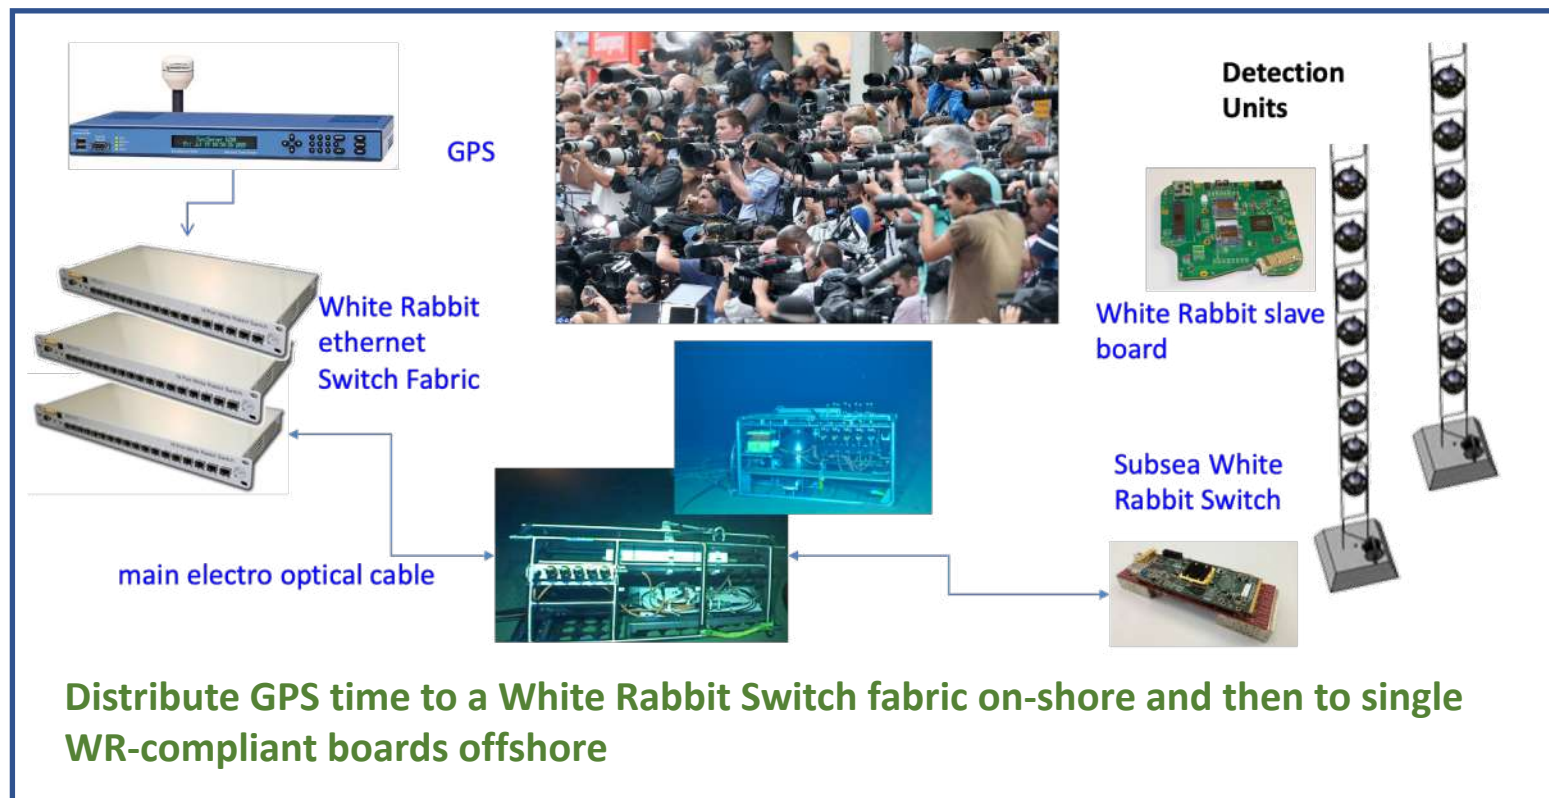 GPS
White Rabbit
ethernet
Switch Fabric
main electro optical cable
Detection
Units
White Rabbit slave
board
Subsea White
Rabbit Switch
Distribute GPS time to a White Rabbit Switch fabric on-shore and then to single
WR-compliant boards offshore